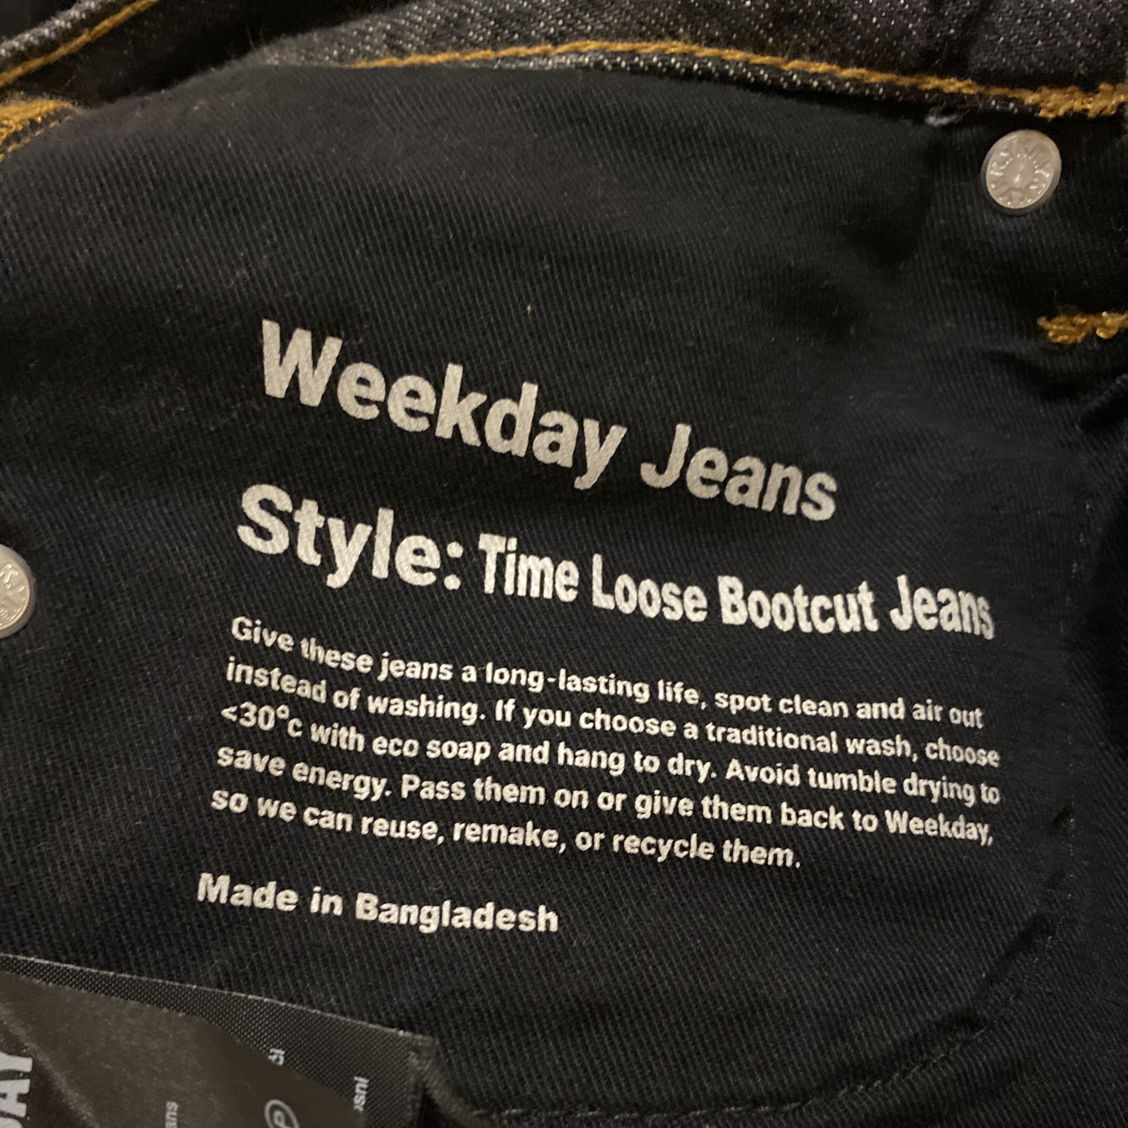 Weekday Jeans
Style: Time Loose Bootcut Jeans
Give these jeans a long-lasting life, spot clean and air out
instead of washing. If you choose a traditional wash, choose
<30°c with eco soap and hang to dry. Avoid tumble drying to
save energy. Pass them on or give them back to Weekday,
so we can reuse, remake, or recycle them.
Made in Bangladesh